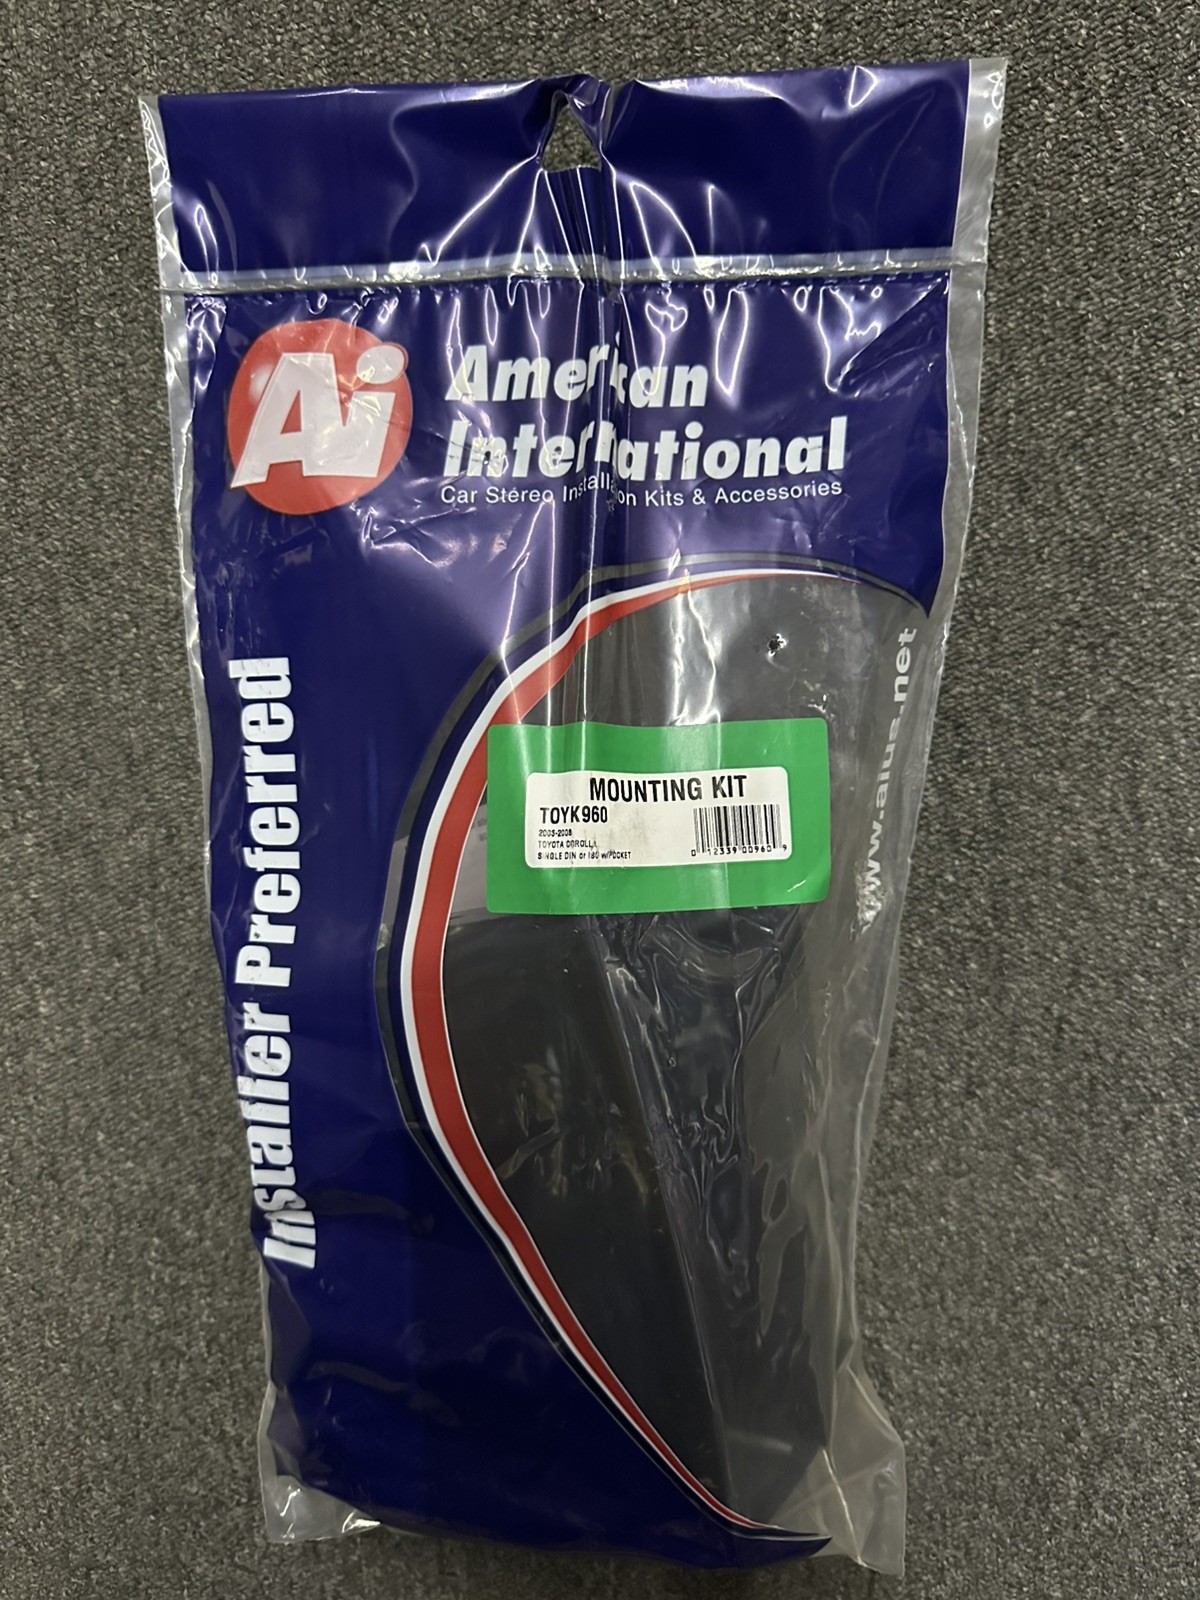 Ai
American
International
Car Stereo Installation Kits & Accessories
Installer Preferred
www.aius.net
MOUNTING KIT
TOYK960
2003-2008
TOYOTA COROLLA
SINGLE DIN or ISO w/POCKET
0 12339 00960 9